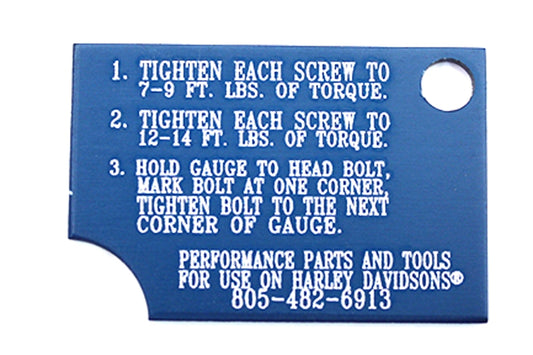 1. TIGHTEN EACH SCREW TO
7-9 FT. LBS. OF TORQUE.
2. TIGHTEN EACH SCREW TO
12-14 FT. LBS. OF TORQUE.
3. HOLD GAUGE TO HEAD BOLT,
MARK BOLT AT ONE CORNER,
TIGHTEN BOLT TO THE NEXT
CORNER OF GAUGE.
PERFORMANCE PARTS AND TOOLS
FOR USE ON HARLEY DAVIDSONS®
805-482-6913